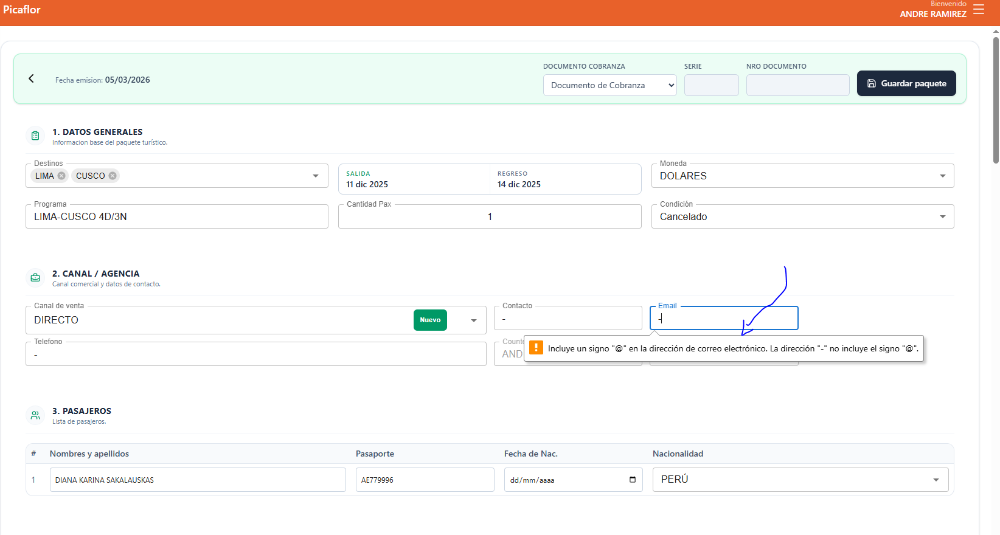 Picaflor
Bienvenido
ANDRE RAMIREZ
Fecha emision: 05/03/2026
DOCUMENTO COBRANZA
Documento de Cobranza
SERIE
NRO DOCUMENTO
Guardar paquete
1. DATOS GENERALES
Informacion base del paquete turístico.
Destinos
LIMA
CUSCO
SALIDA
11 dic 2025
REGRESO
14 dic 2025
Moneda
DOLARES
Programa
LIMA-CUSCO 4D/3N
Cantidad Pax
1
Condición
Cancelado
2. CANAL / AGENCIA
Canal comercial y datos de contacto.
Canal de venta
DIRECTO
Nuevo
Contacto
-
Email
-
Telefono
-
Counte
AND
Incluye un signo "@" en la dirección de correo electrónico. La dirección "-" no incluye el signo "@".
3. PASAJEROS
Lista de pasajeros.
# Nombres y apellidos Pasaporte Fecha de Nac. Nacionalidad
1 DIANA KARINA SAKALAUSKAS AE779996 dd/mm/aaaa PERÚ